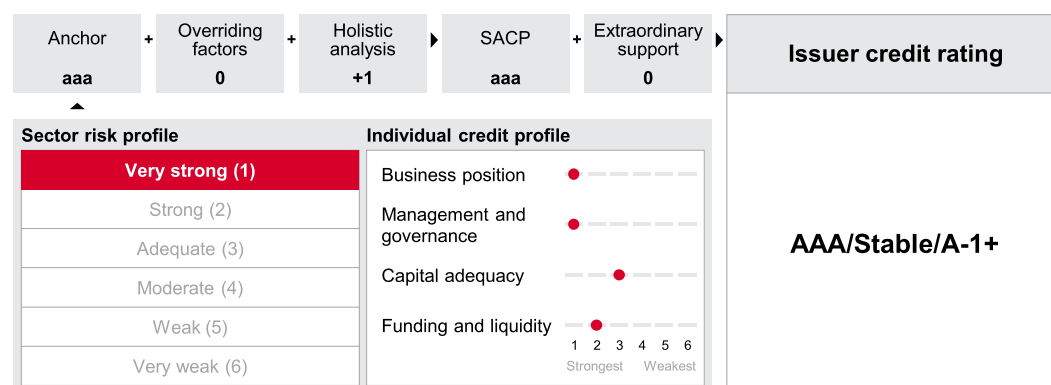 Anchor
+
Overriding
factors
+
Holistic
analysis
SACP
+
Extraordinary
support
aaa
0
+1
aaa
0
Issuer credit rating
AAA/Stable/A-1+
Sector risk profile
Very strong (1)
Strong (2)
Adequate (3)
Moderate (4)
Weak (5)
Very weak (6)
Individual credit profile
Business position
Management and
governance
Capital adequacy
Funding and liquidity
1 2 3 4 5 6
Strongest Weakest